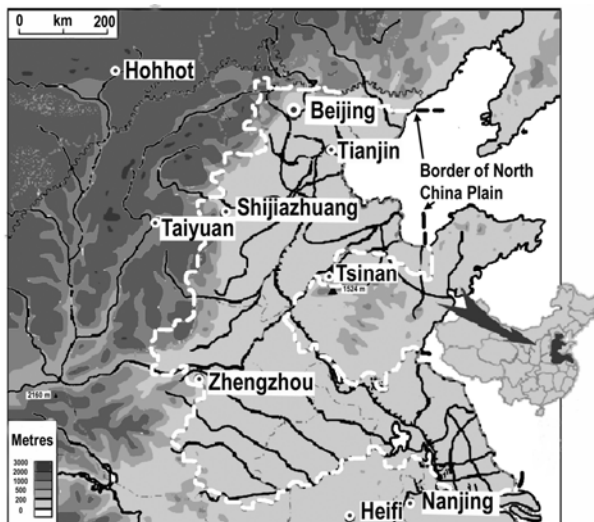 0 km 200
Hohhot
Beijing
Tianjin
Border of North
China Plain
Shijiazhuang
Taiyuan
Tsinan
1524 m
Zhengzhou
2160 m
Metres
3000
2000
1000
500
200
0
Nanjing
Heifi